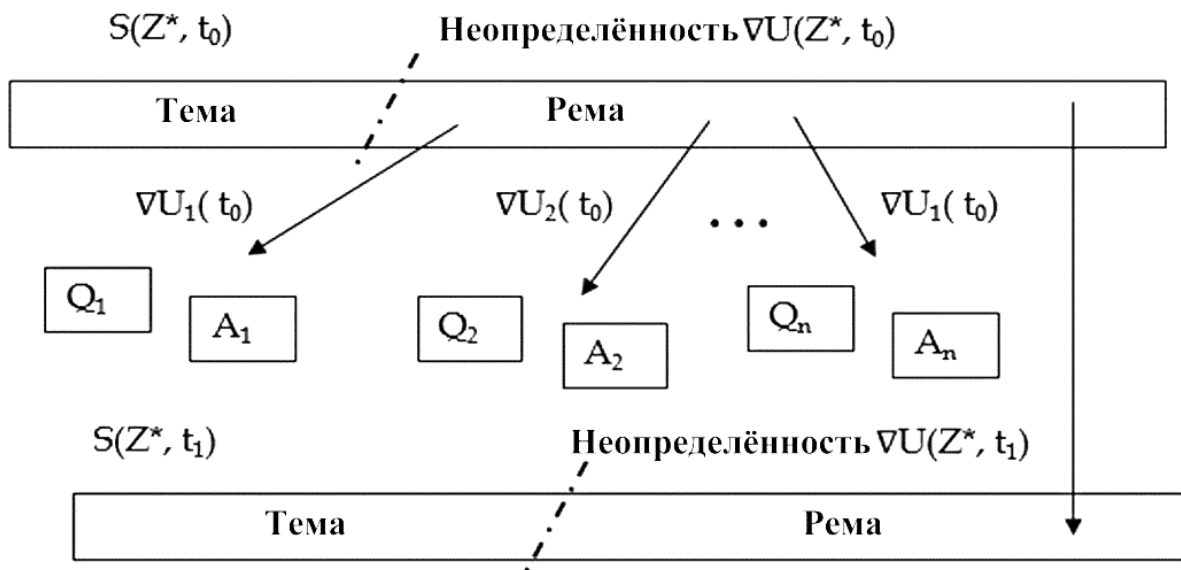 S(Z*, t₀) Неопределённость ∇U(Z*, t₀)
Тема Рема
∇U₁( t₀) ∇U₂( t₀) • • • ∇U₁( t₀)
Q₁ A₁ Q₂ A₂ Qₙ Aₙ
S(Z*, t₁) Неопределённость ∇U(Z*, t₁)
Тема Рема